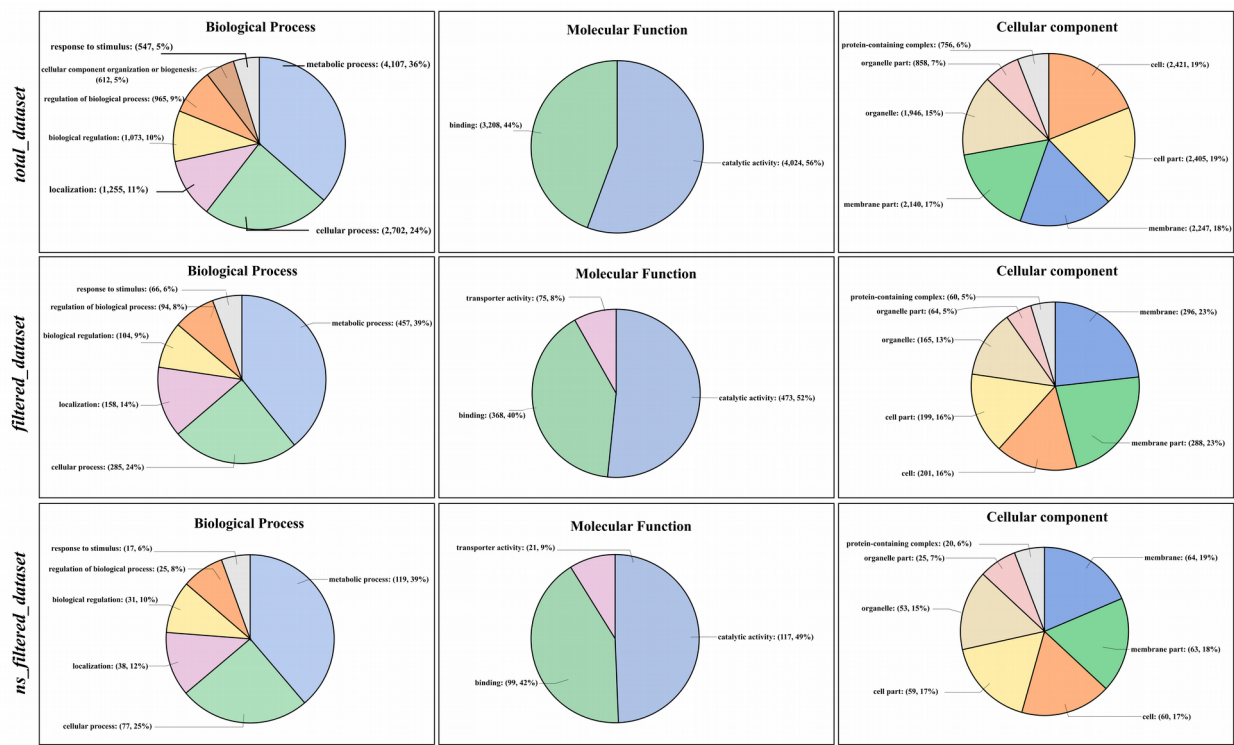 total_dataset
Biological Process
response to stimulus: (547, 5%)
metabolic process: (4,107, 36%)
cellular component organization or biogenesis:
(612, 5%)
regulation of biological process: (965, 9%)
biological regulation: (1,073, 10%)
localization: (1,255, 11%)
cellular process: (2,702, 24%)
Molecular Function
binding: (3,208, 44%)
catalytic activity: (4,024, 56%)
Cellular component
protein-containing complex: (756, 6%)
organelle part: (858, 7%)
cell: (2,421, 19%)
organelle: (1,946, 15%)
cell part: (2,405, 19%)
membrane part: (2,140, 17%)
membrane: (2,247, 18%)
filtered_dataset
Biological Process
response to stimulus: (66, 6%)
regulation of biological process: (94, 8%)
metabolic process: (457, 39%)
biological regulation: (104, 9%)
localization: (158, 14%)
cellular process: (285, 24%)
Molecular Function
transporter activity: (75, 8%)
catalytic activity: (473, 52%)
binding: (368, 40%)
Cellular component
protein-containing complex: (60, 5%)
organelle part: (64, 5%)
membrane: (296, 23%)
organelle: (165, 13%)
cell part: (199, 16%)
membrane part: (288, 23%)
cell: (201, 16%)
ns_filtered_dataset
Biological Process
response to stimulus: (17, 6%)
regulation of biological process: (25, 8%)
metabolic process: (119, 39%)
biological regulation: (31, 10%)
localization: (38, 12%)
cellular process: (77, 25%)
Molecular Function
transporter activity: (21, 9%)
catalytic activity: (117, 49%)
binding: (99, 42%)
Cellular component
protein-containing complex: (20, 6%)
organelle part: (25, 7%)
membrane: (64, 19%)
organelle: (53, 15%)
membrane part: (63, 18%)
cell part: (59, 17%)
cell: (60, 17%)